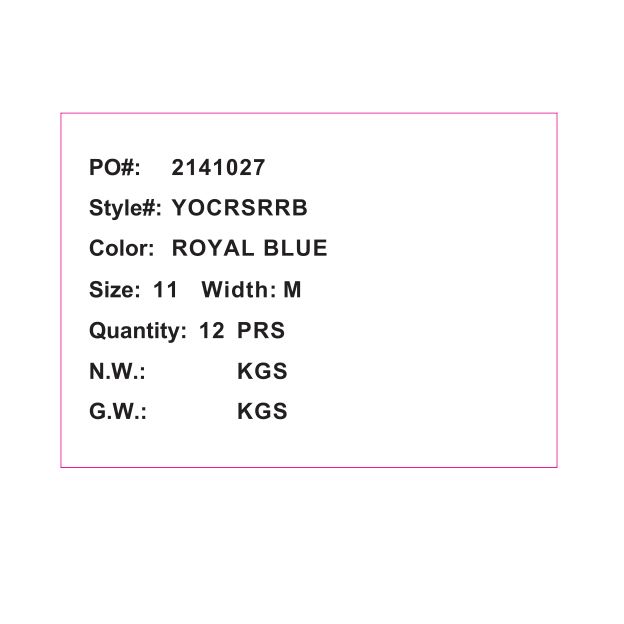 PO#: 2141027
Style#: YOCRSRRB
Color: ROYAL BLUE
Size: 11 Width: M
Quantity: 12 PRS
N.W.: KGS
G.W.: KGS